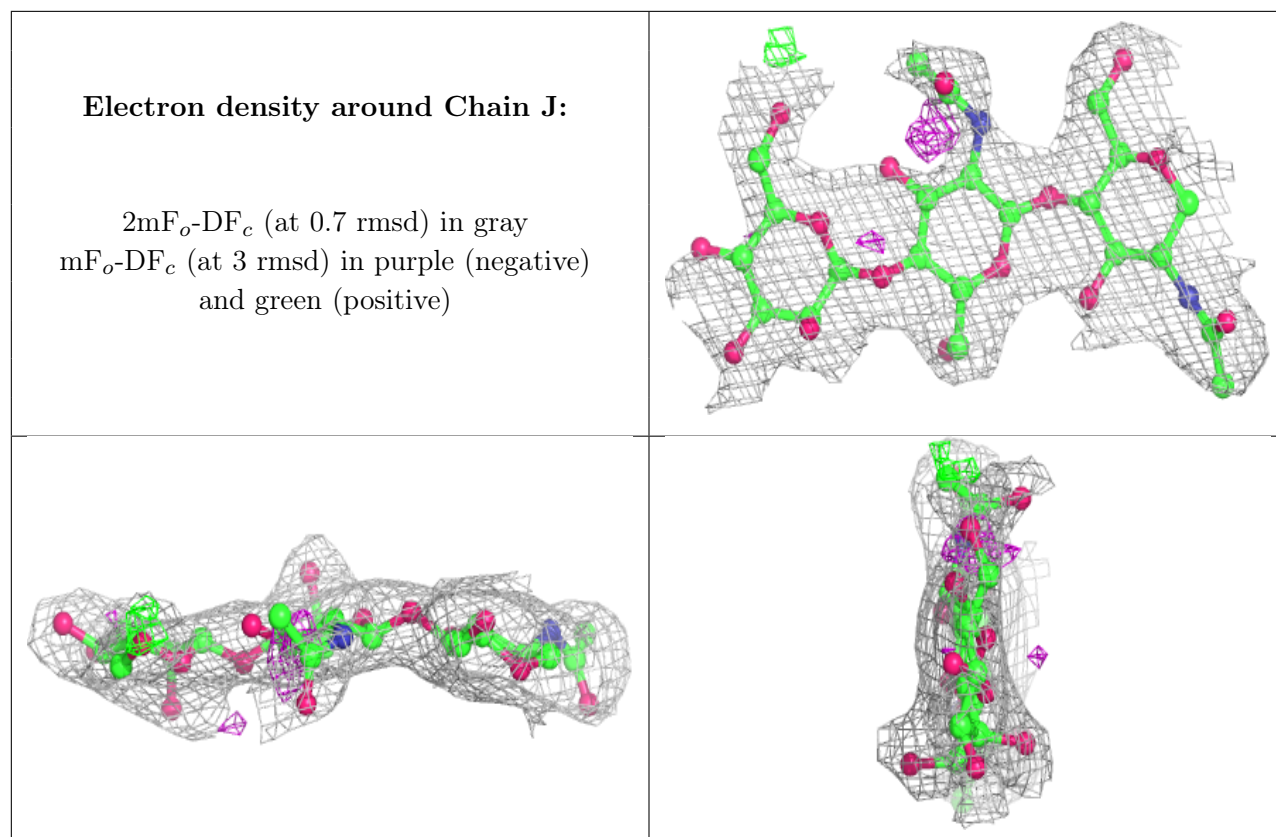 Electron density around Chain J:
2mFₒ-DF𝒸 (at 0.7 rmsd) in gray
mFₒ-DF𝒸 (at 3 rmsd) in purple (negative)
and green (positive)